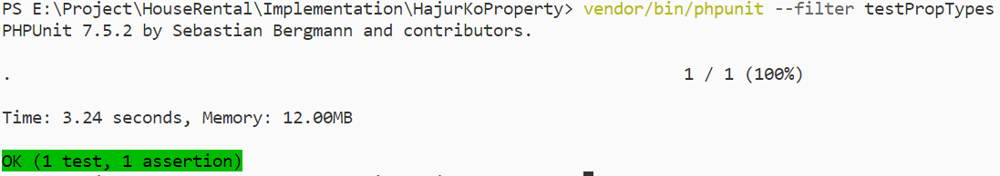 PS E:\Project\HouseRental\Implementation\HajurKoProperty> vendor/bin/phpunit --filter testPropTypes
PHPUnit 7.5.2 by Sebastian Bergmann and contributors.
. 1 / 1 (100%)
Time: 3.24 seconds, Memory: 12.00MB
OK (1 test, 1 assertion)